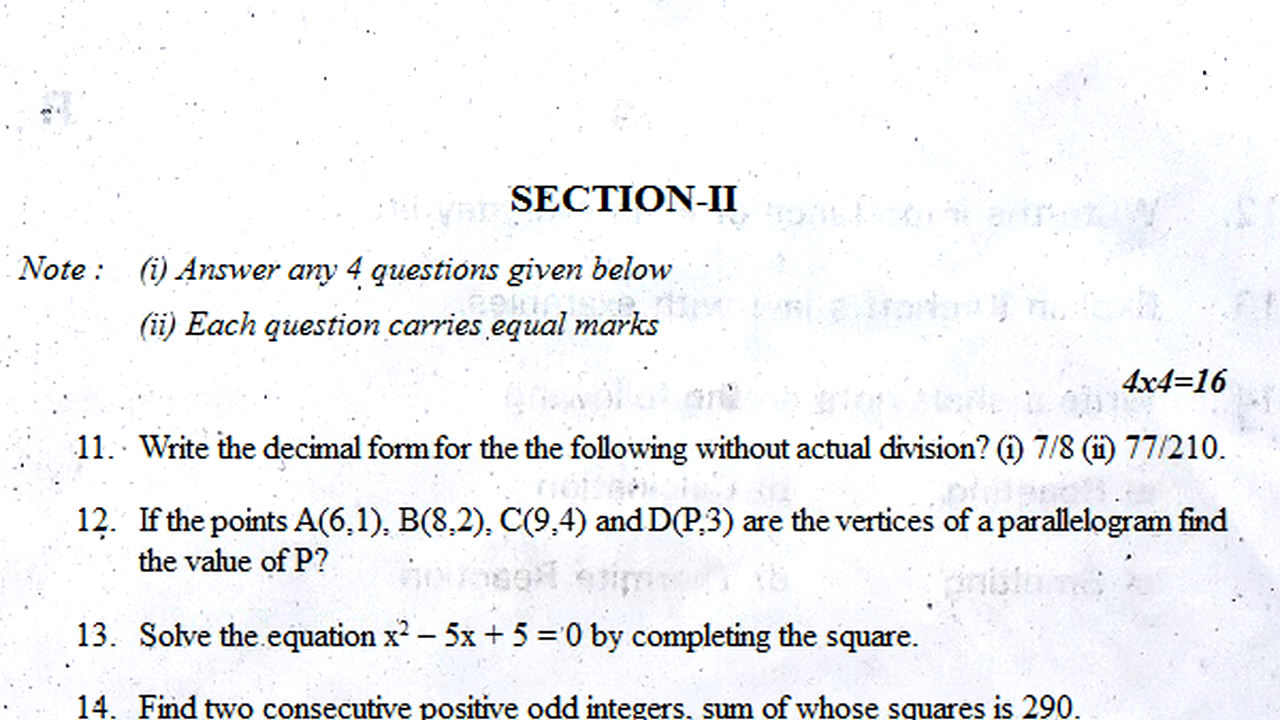 SECTION-II
Note : (i) Answer any 4 questions given below
(ii) Each question carries equal marks
4x4=16
11. Write the decimal form for the the following without actual division? (i) 7/8 (ii) 77/210.
12. If the points A(6,1), B(8,2), C(9,4) and D(P,3) are the vertices of a parallelogram find
the value of P?
13. Solve the equation x² – 5x + 5 = 0 by completing the square.
14. Find two consecutive positive odd integers, sum of whose squares is 290.